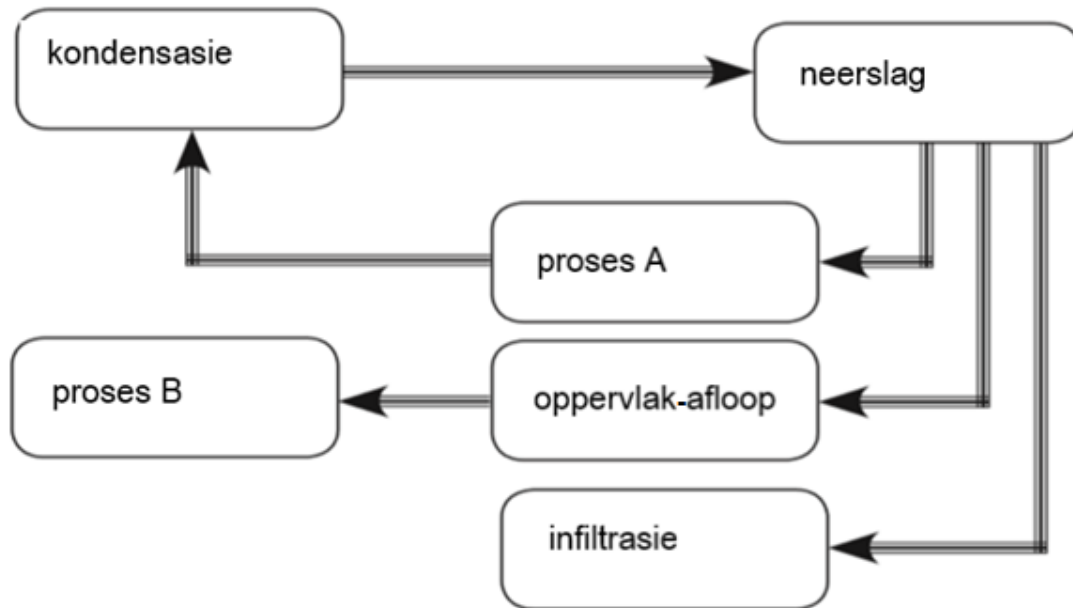 kondensasie
neerslag
proses A
proses B
oppervlak-afloop
infiltrasie